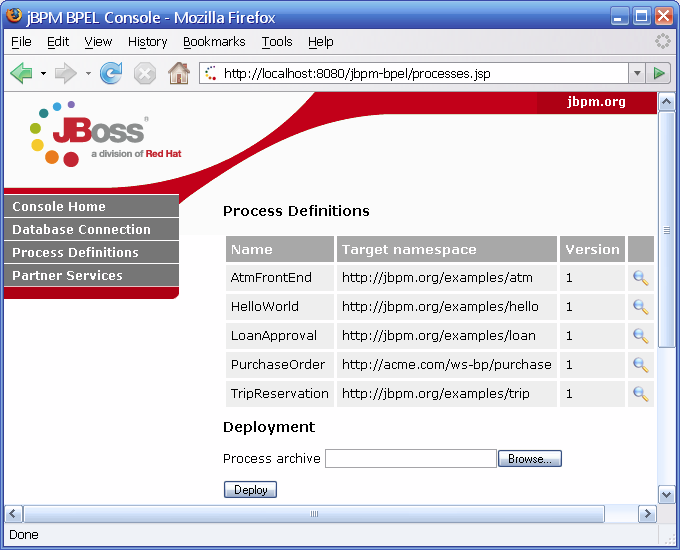 jBPM BPEL Console - Mozilla Firefox
File Edit View History Bookmarks Tools Help
http://localhost:8080/jbpm-bpel/processes.jsp
jbpm.org
JBoss®
a division of Red Hat
Console Home
Database Connection
Process Definitions
Partner Services
Process Definitions
Name Target namespace Version
AtmFrontEnd http://jbpm.org/examples/atm 1
HelloWorld http://jbpm.org/examples/hello 1
LoanApproval http://jbpm.org/examples/loan 1
PurchaseOrder http://acme.com/ws-bp/purchase 1
TripReservation http://jbpm.org/examples/trip 1
Deployment
Process archive Browse...
Deploy
Done